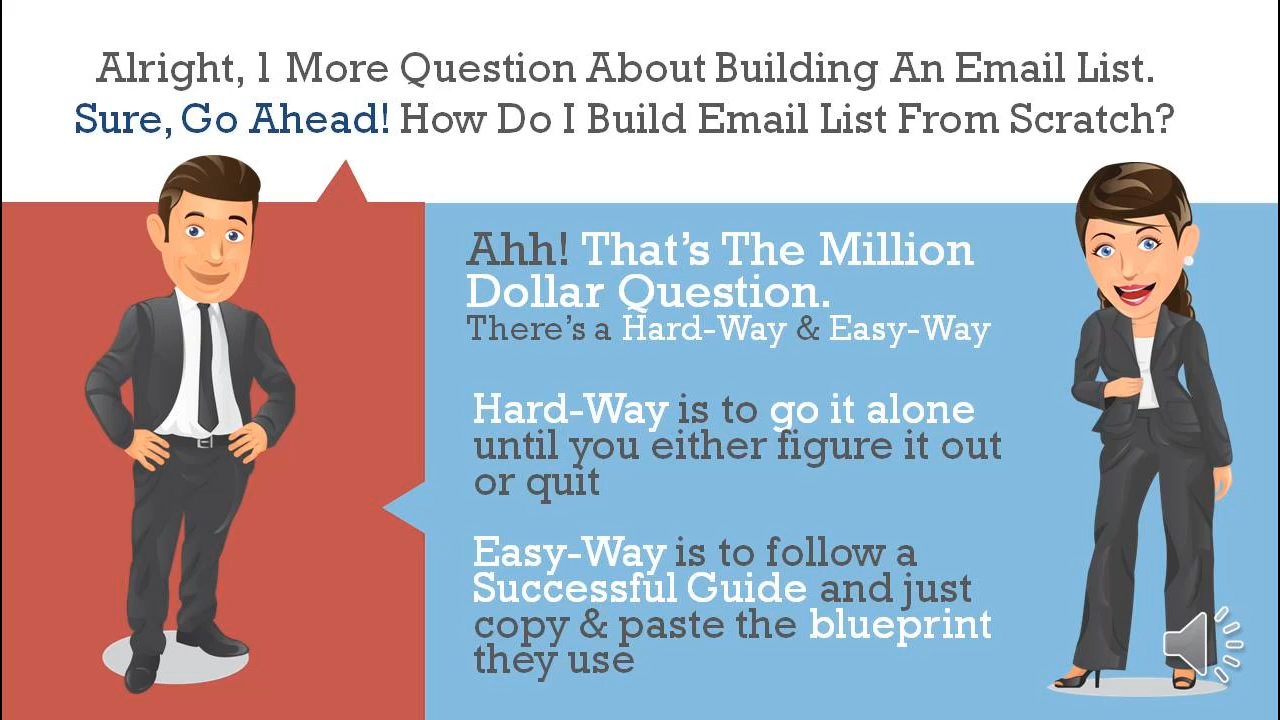 Alright, 1 More Question About Building An Email List.
Sure, Go Ahead! How Do I Build Email List From Scratch?
Ahh! That's The Million
Dollar Question.
There's a Hard-Way & Easy-Way
Hard-Way is to go it alone
until you either figure it out
or quit
Easy-Way is to follow a
Successful Guide and just
copy & paste the blueprint
they use